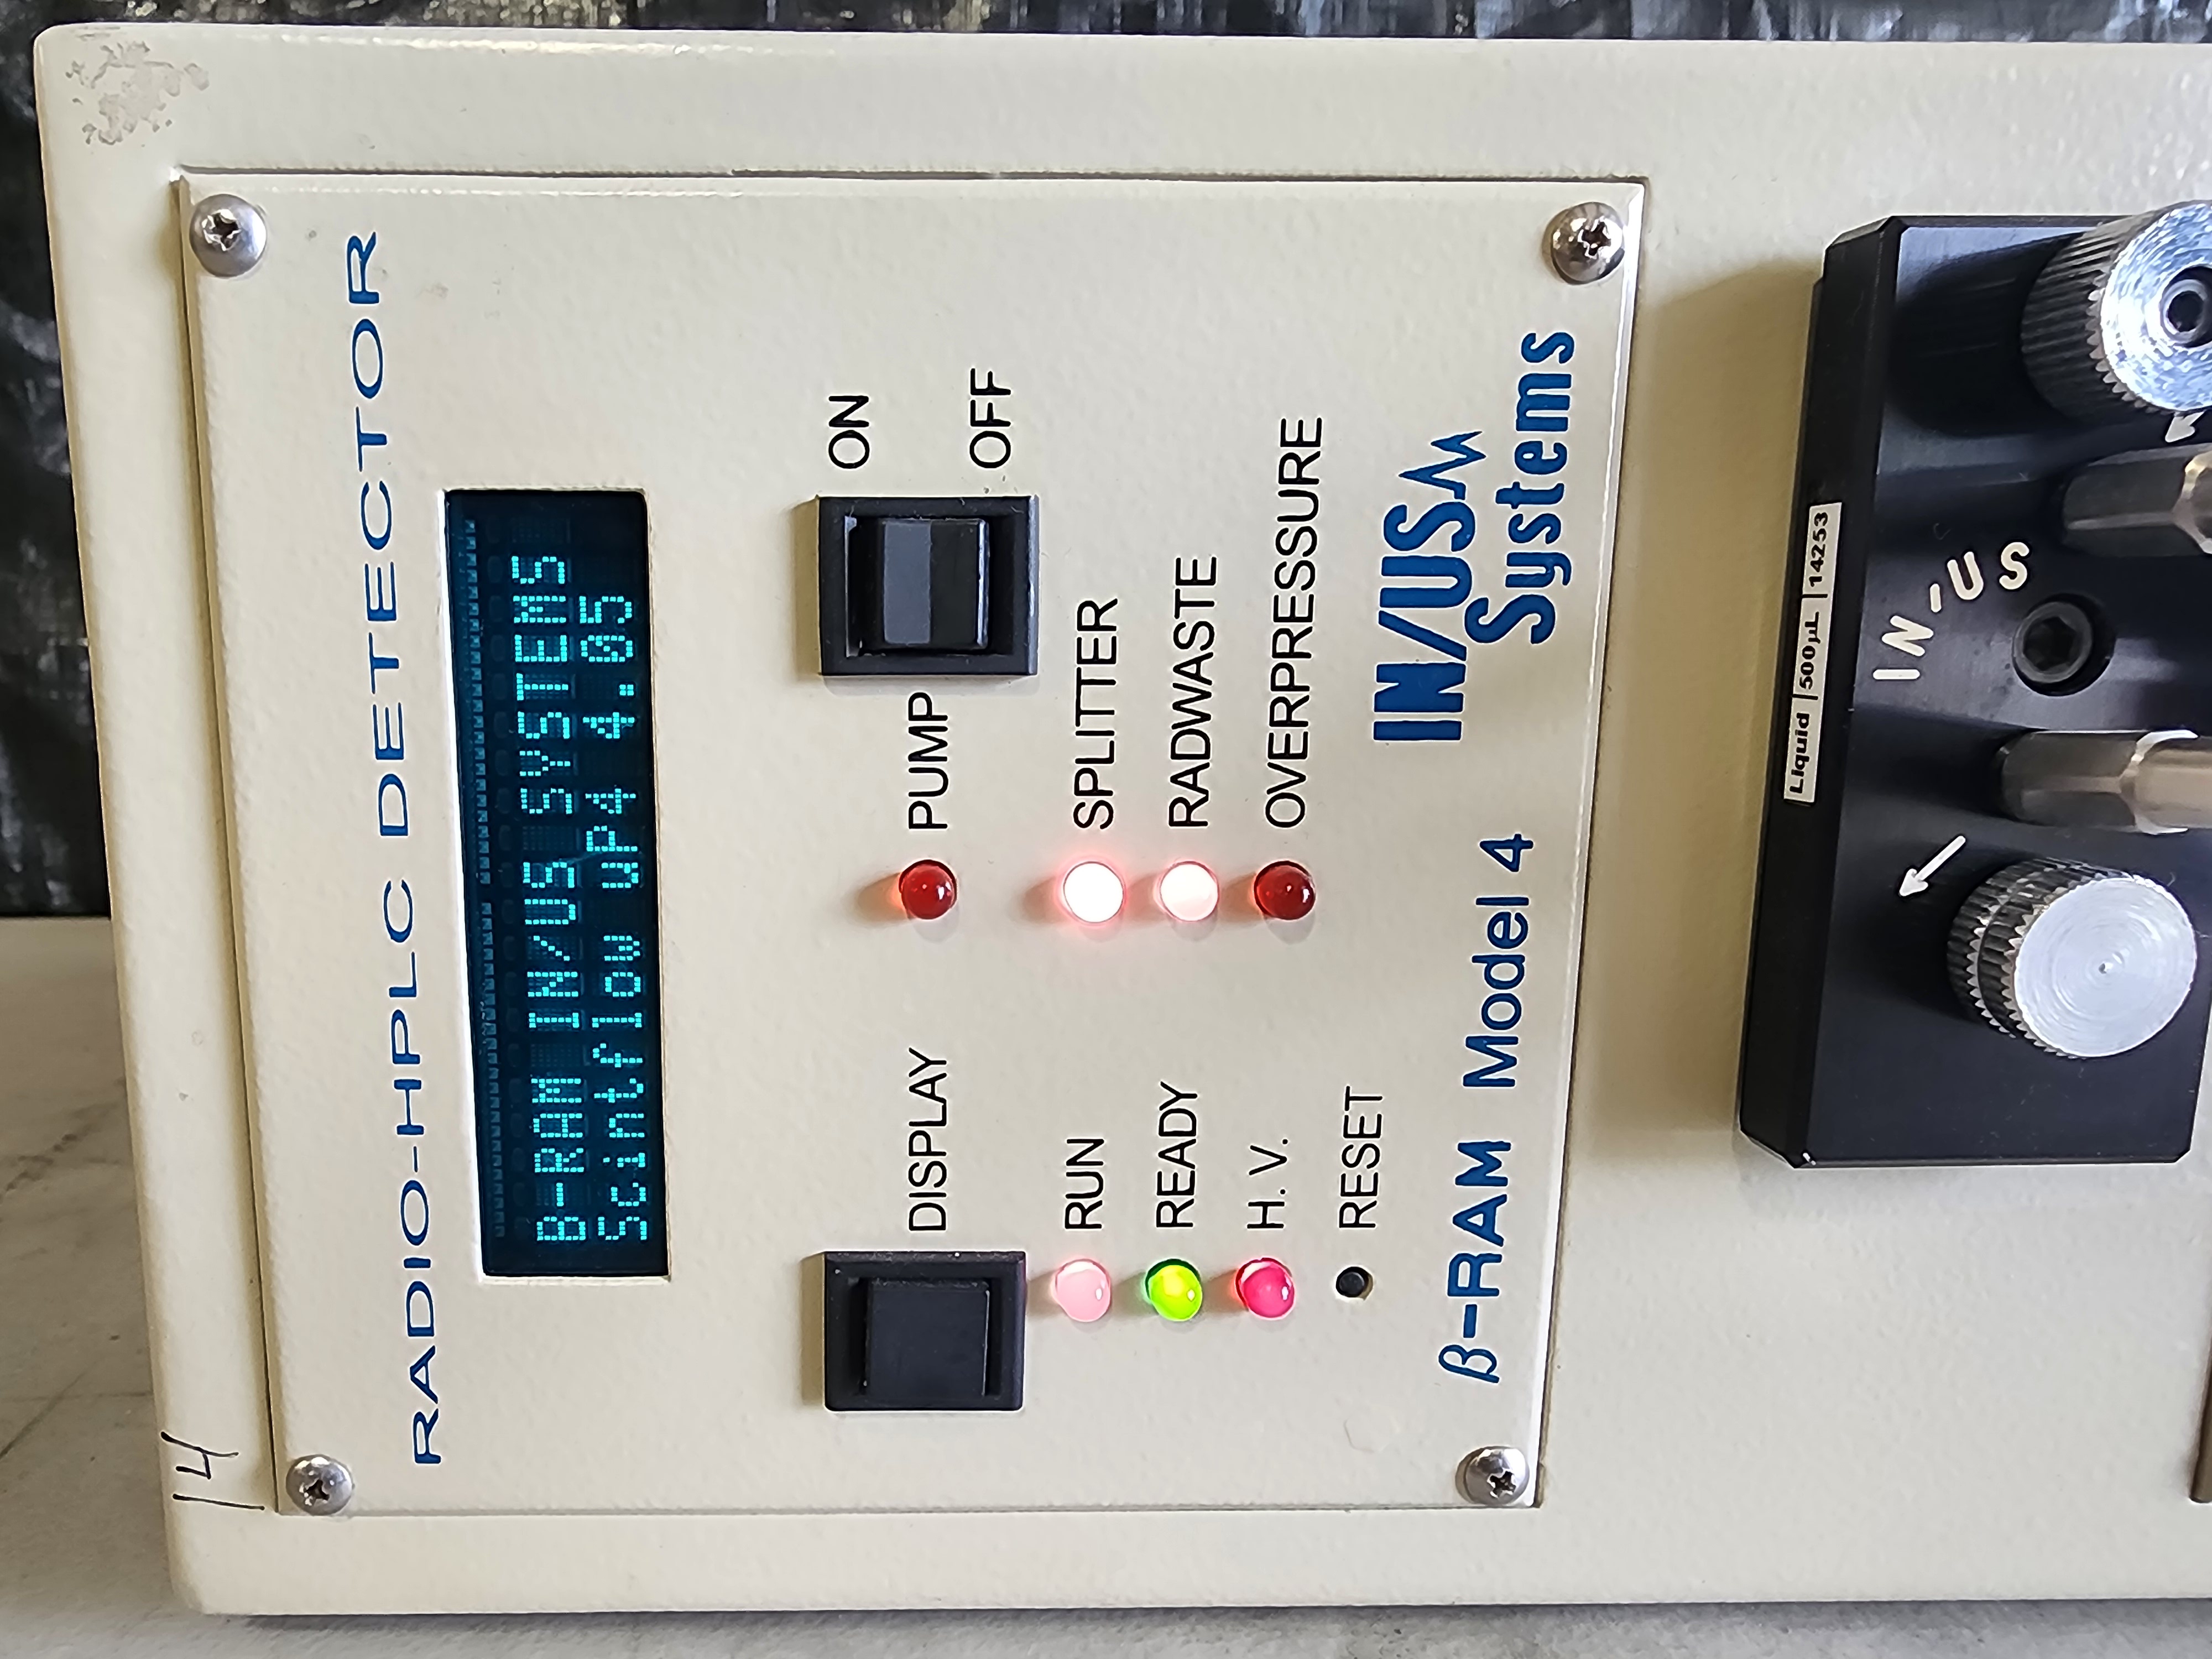 14
RADIO-HPLC DETECTOR
B-RAM IN/US SYSTEMS
Scintflow uP4 4.05
DISPLAY
PUMP
ON
OFF
RUN
SPLITTER
READY
RADWASTE
H.V.
OVERPRESSURE
RESET
β-RAM Model 4
IN/US
Systems
Liquid 500µL 14253
IN-US